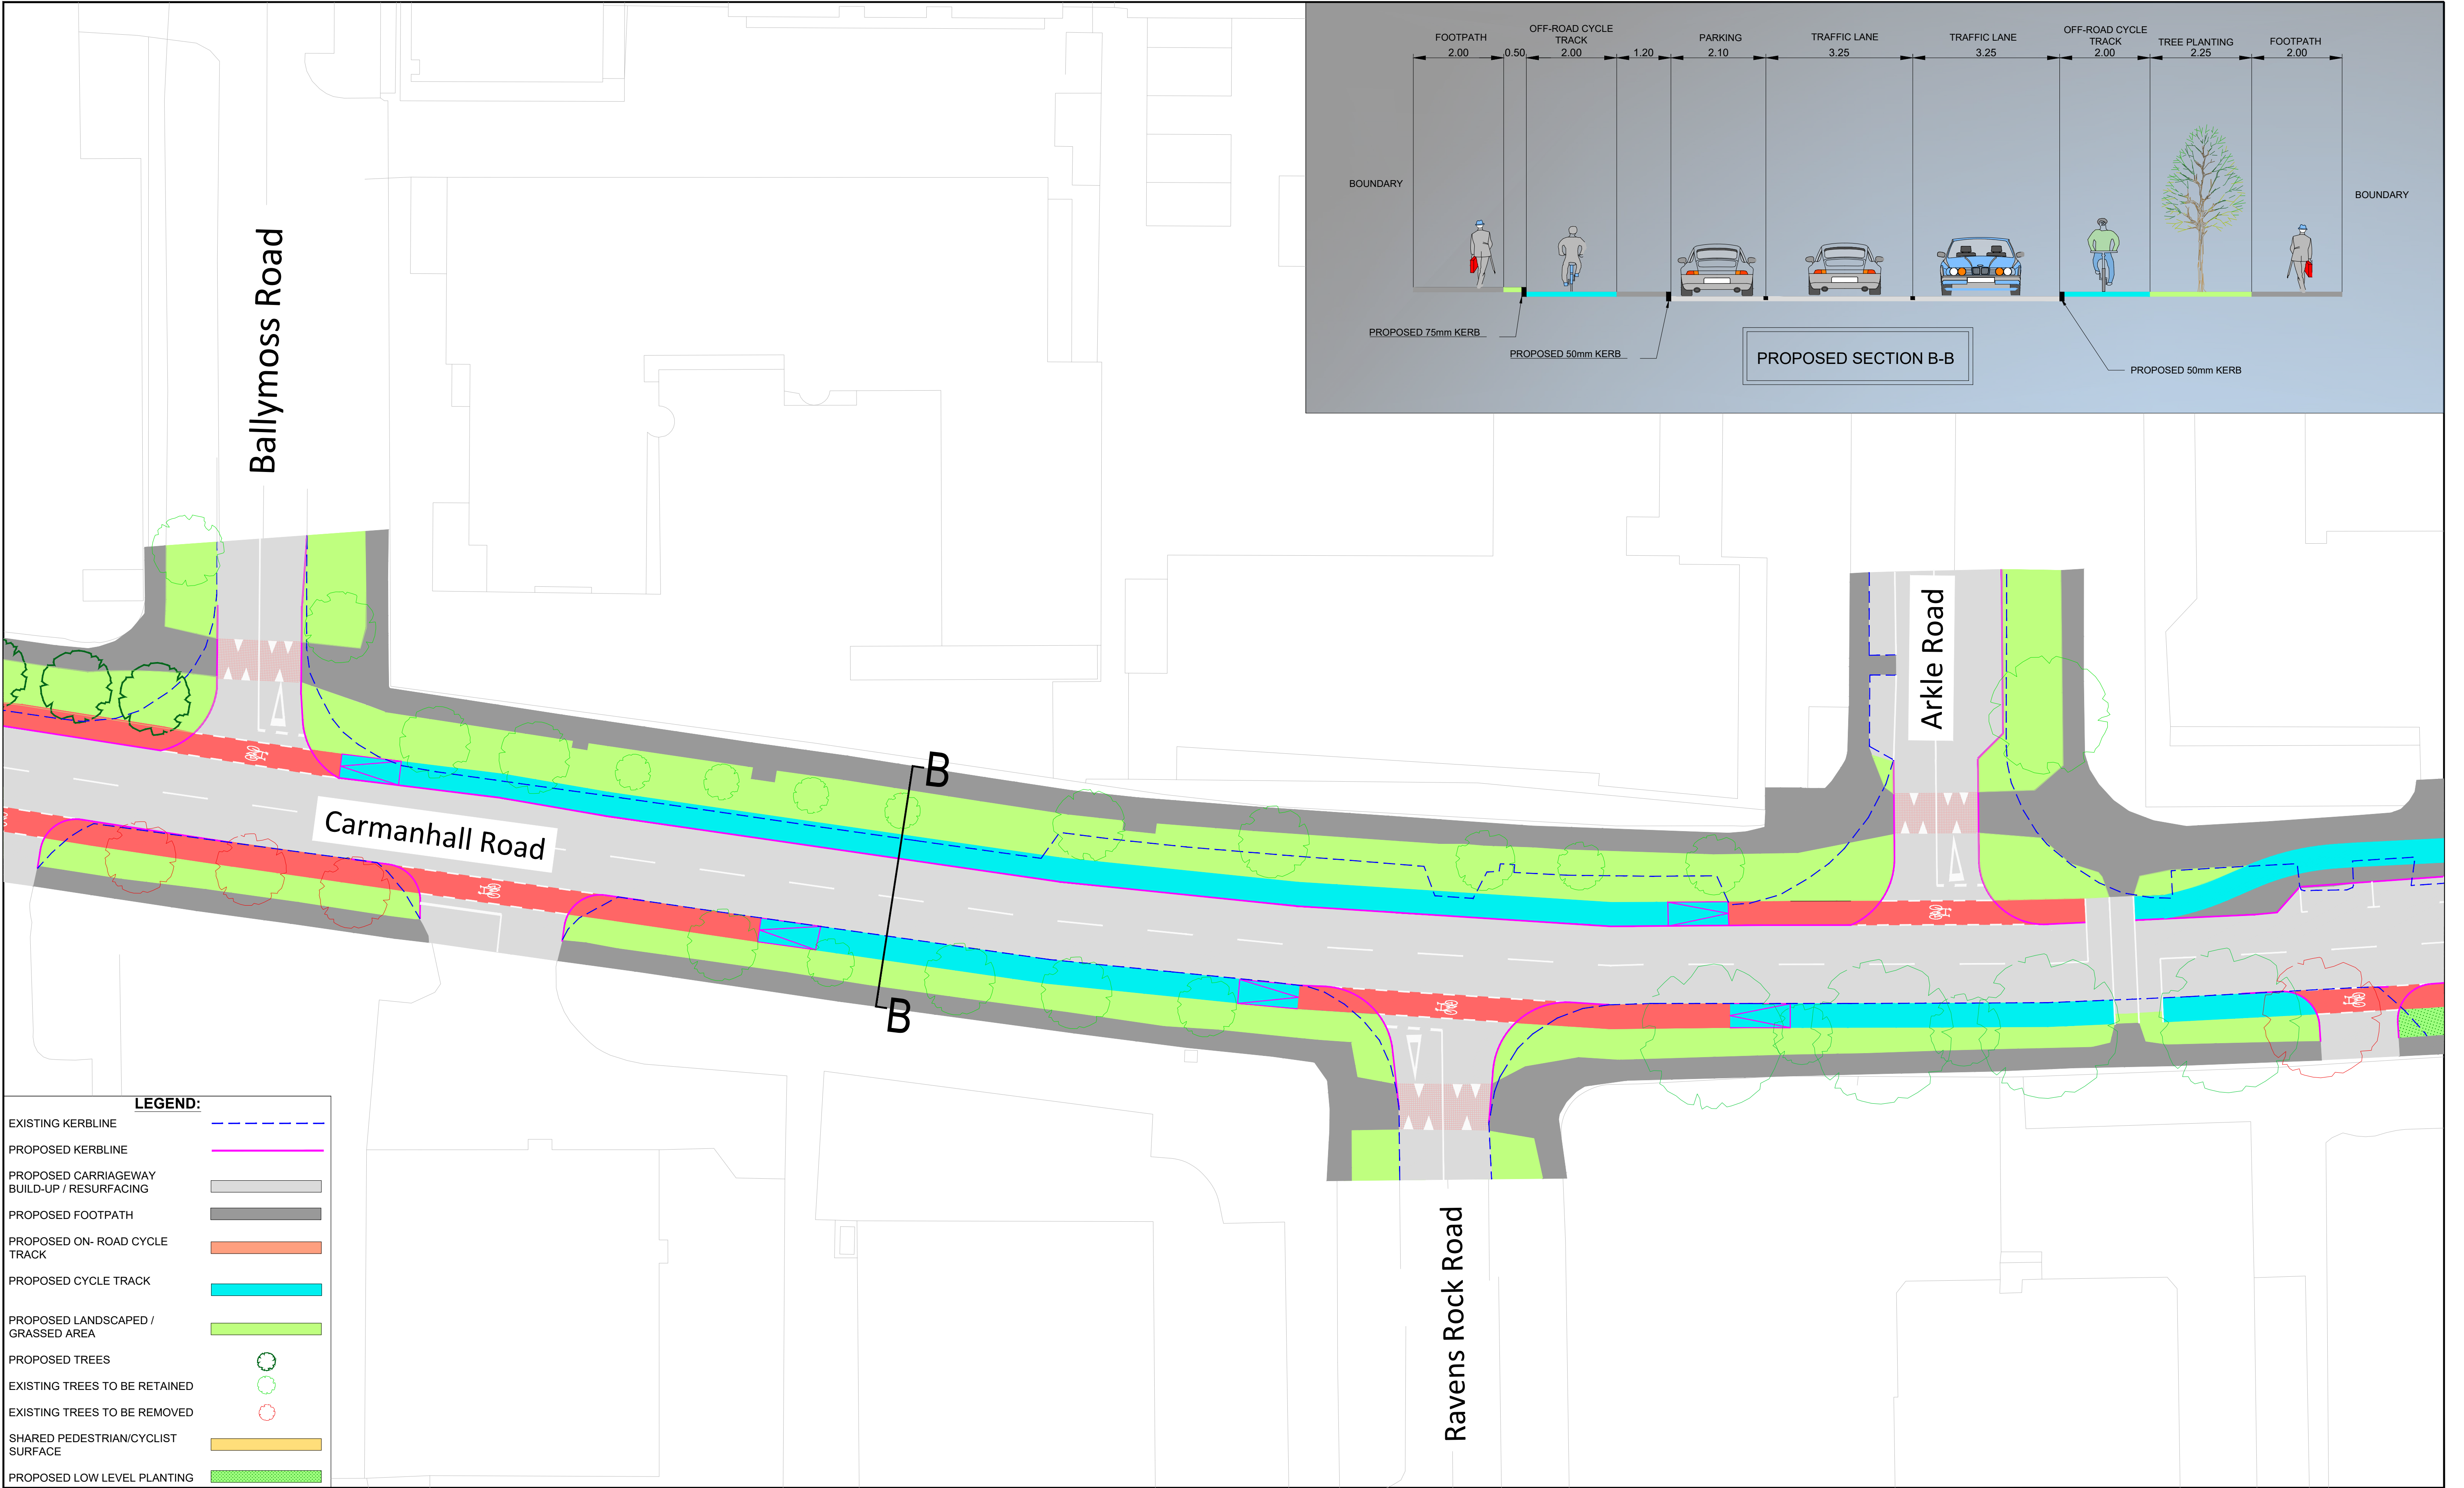 FOOTPATH
2.00
0.50
OFF-ROAD CYCLE
TRACK
2.00
1.20
PARKING
2.10
TRAFFIC LANE
3.25
TRAFFIC LANE
3.25
OFF-ROAD CYCLE
TRACK
2.00
TREE PLANTING
2.25
FOOTPATH
2.00
BOUNDARY
BOUNDARY
PROPOSED 75mm KERB
PROPOSED 50mm KERB
PROPOSED SECTION B-B
PROPOSED 50mm KERB
Ballymoss Road
Arkle Road
Carmanhall Road
B
B
Ravens Rock Road
LEGEND:
EXISTING KERBLINE
PROPOSED KERBLINE
PROPOSED CARRIAGEWAY
BUILD-UP / RESURFACING
PROPOSED FOOTPATH
PROPOSED ON- ROAD CYCLE
TRACK
PROPOSED CYCLE TRACK
PROPOSED LANDSCAPED /
GRASSED AREA
PROPOSED TREES
EXISTING TREES TO BE RETAINED
EXISTING TREES TO BE REMOVED
SHARED PEDESTRIAN/CYCLIST
SURFACE
PROPOSED LOW LEVEL PLANTING